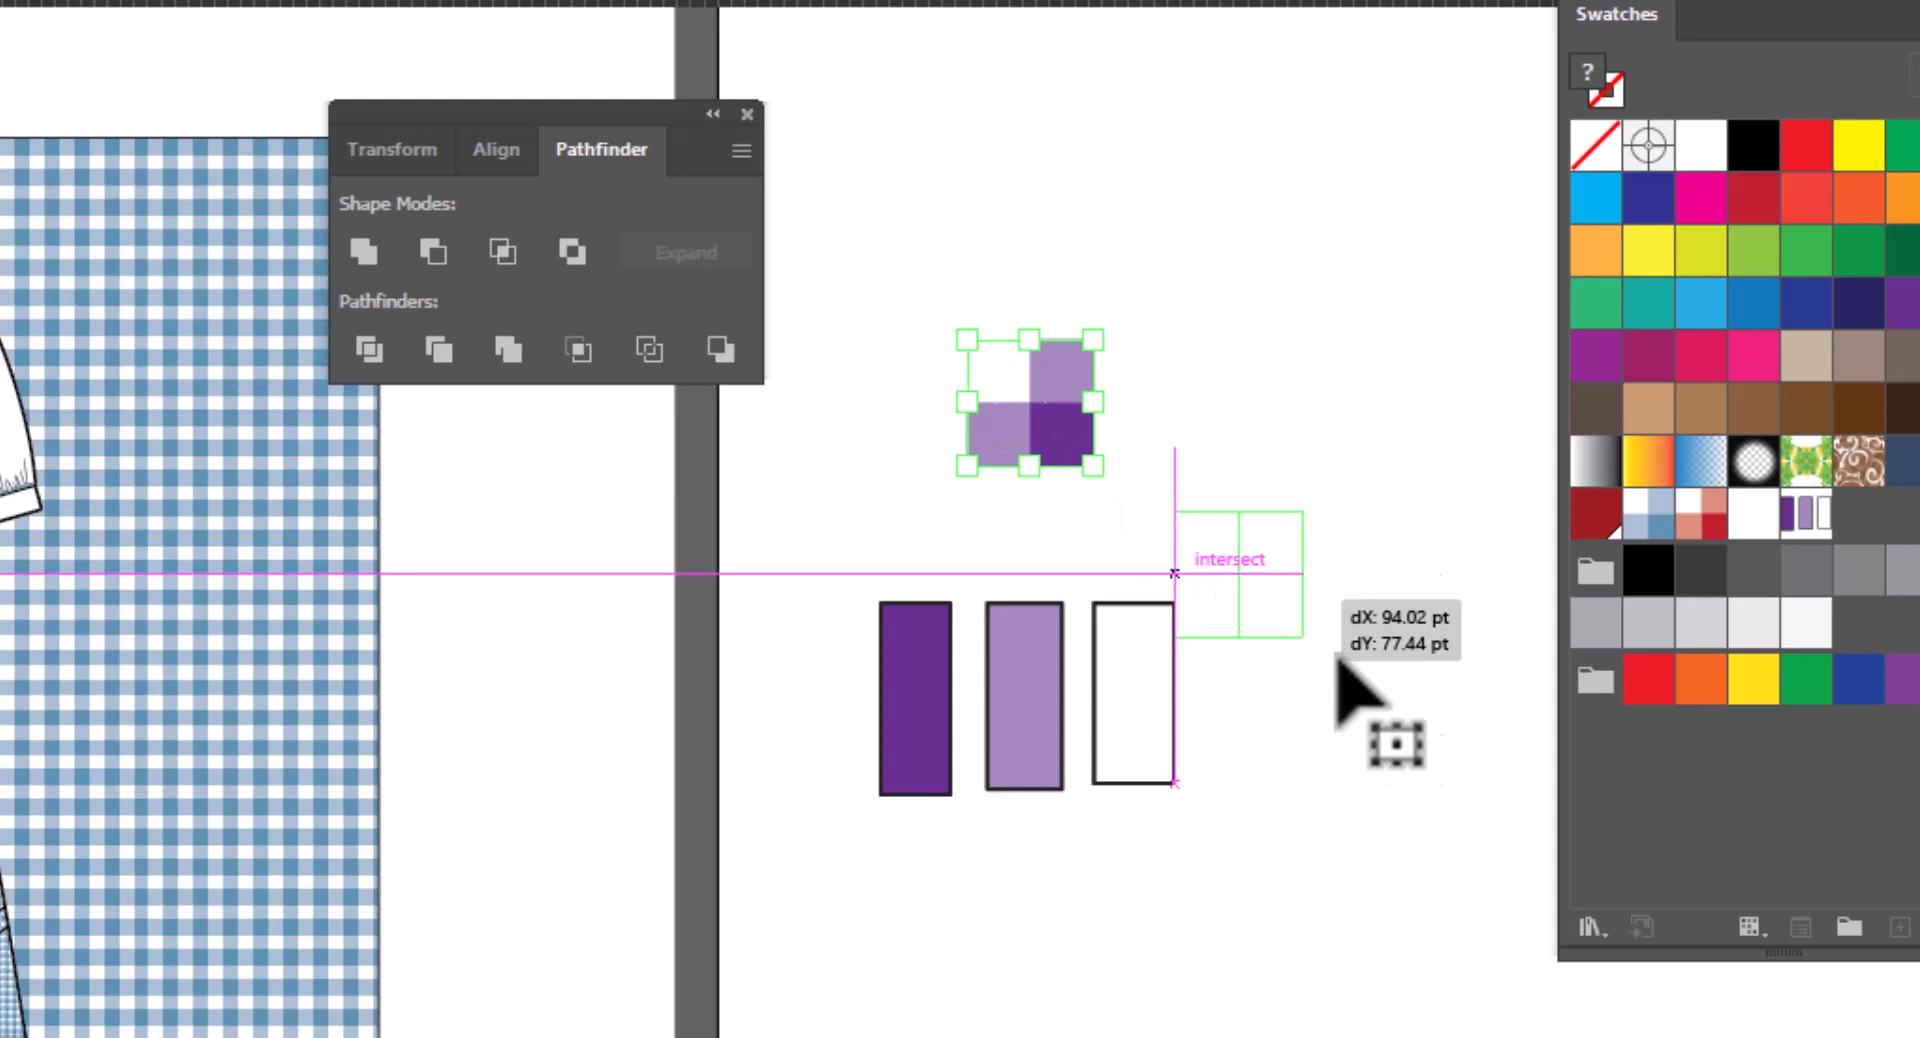 Swatches
?
Transform Align Pathfinder
Shape Modes:
Expand
Pathfinders:
intersect
dX: 94.02 pt
dY: 77.44 pt